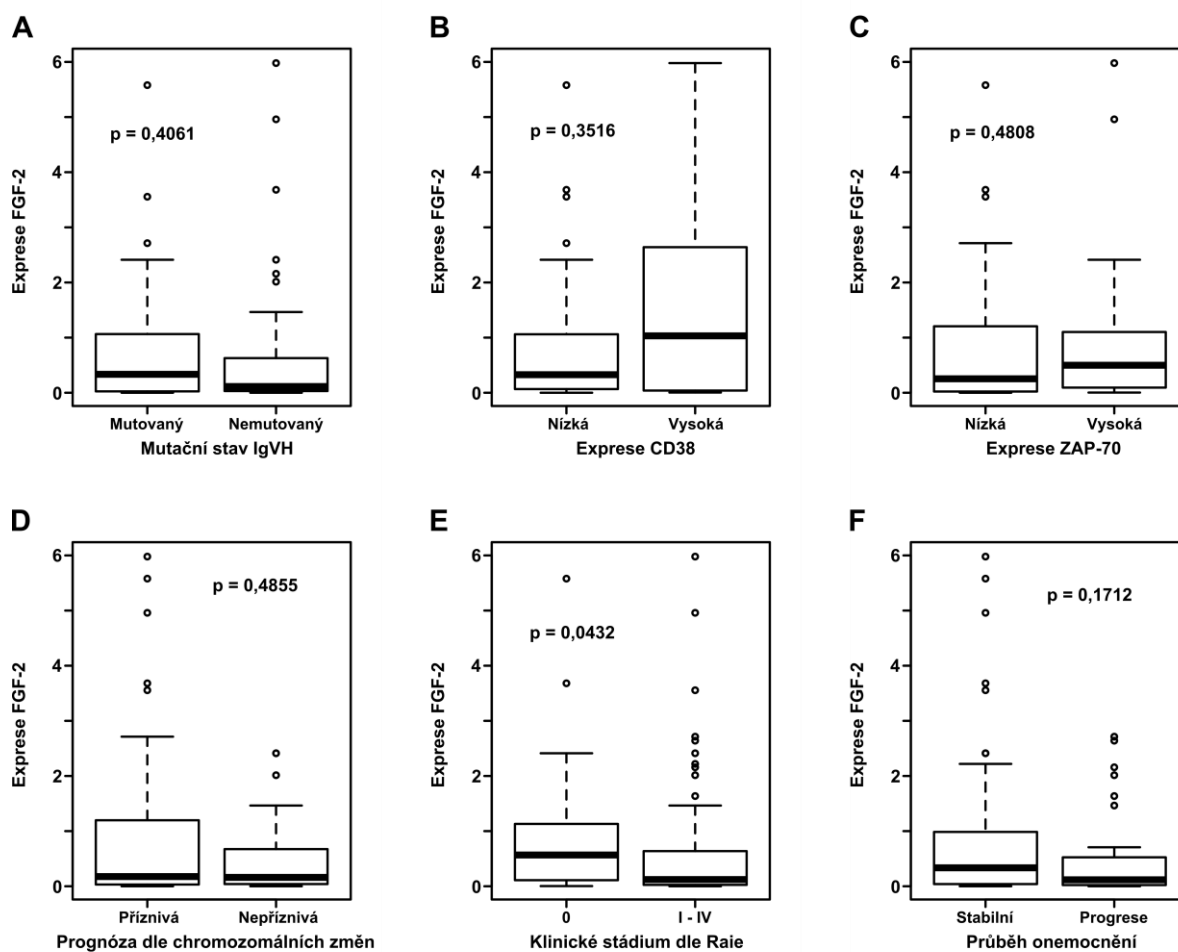 A
6
4
2
0
Exprese FGF-2
p = 0,4061
Mutovaný Nemutovaný
Mutační stav IgVH
B
6
4
2
0
Exprese FGF-2
p = 0,3516
Nízká Vysoká
Exprese CD38
C
6
4
2
0
Exprese FGF-2
p = 0,4808
Nízká Vysoká
Exprese ZAP-70
D
6
4
2
0
Exprese FGF-2
p = 0,4855
Příznivá Nepříznivá
Prognóza dle chromozomálních změn
E
6
4
2
0
Exprese FGF-2
p = 0,0432
0 I - IV
Klinické stádium dle Raie
F
6
4
2
0
Exprese FGF-2
p = 0,1712
Stabilní Progrese
Průběh onemocnění